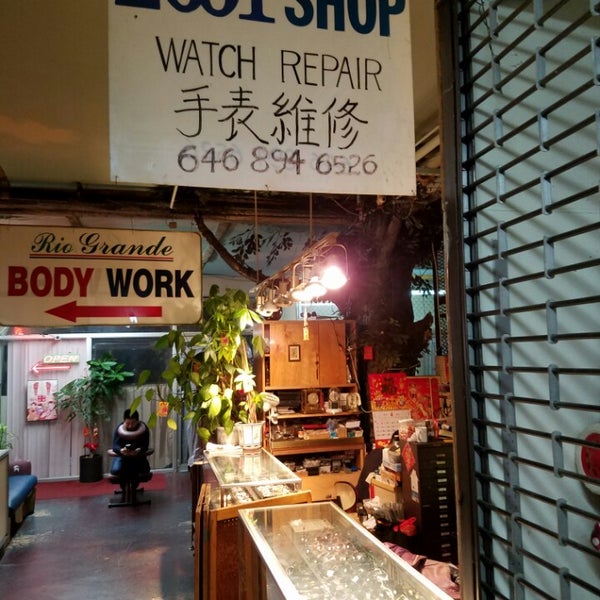 SHOP
WATCH REPAIR
手表維修
646 894 6526
Rio Grande
BODY WORK
OPEN